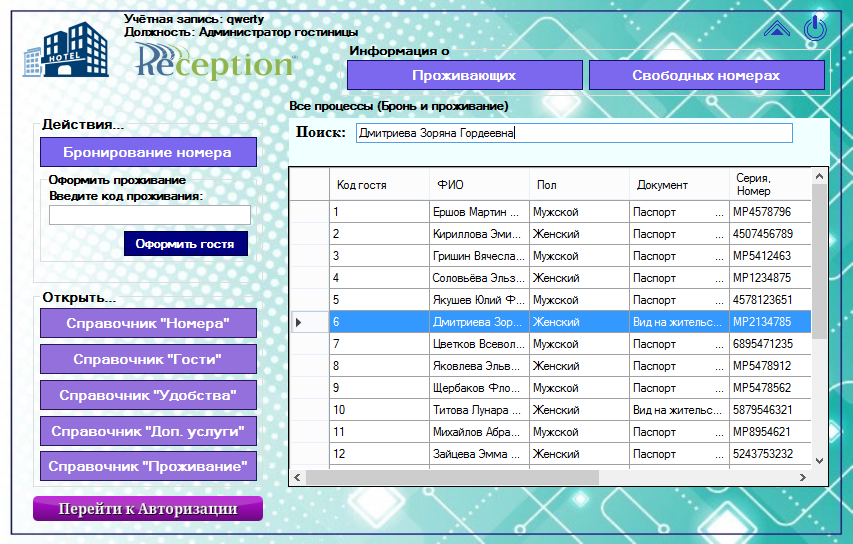 Учётная запись: qwerty
Должность: Администратор гостиницы
HOTEL
Reception
Информация о
Проживающих
Свободных номерах
Все процессы (Бронь и проживание)
Поиск: Дмитриева Зоряна Гордеевна
Действия...
Бронирование номера
Оформить проживание
Введите код проживания:
Оформить гостя
Открыть...
Справочник "Номера"
Справочник "Гости"
Справочник "Удобства"
Справочник "Доп. услуги"
Справочник "Проживание"
Перейти к Авторизации
Код гостя ФИО Пол Документ Серия, Номер
1 Ершов Мартин ... Мужской Паспорт ... MP4578796
2 Кириллова Эми... Женский Паспорт ... 4507456789
3 Гришин Вячесла... Мужской Паспорт ... MP5412463
4 Соловьёва Эльз... Женский Паспорт ... MP1234875
5 Якушев Юлий Ф... Мужской Паспорт ... 4578123651
6 Дмитриева Зор... Женский Вид на жительс... MP2134785
7 Цветков Всевол... Мужской Паспорт ... 6895471235
8 Яковлева Эльв... Женский Паспорт ... MP5478912
9 Щербаков Фло... Мужской Паспорт ... MP5478562
10 Титова Лунара ... Женский Вид на жительс... 5879546321
11 Михайлов Абра... Мужской Паспорт ... MP8954621
12 Зайцева Эмма ... Женский Паспорт ... 5243753232